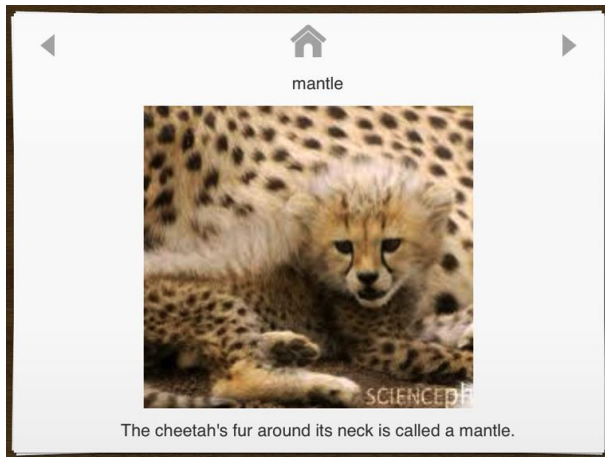 mantle
SCIENCEph
The cheetah's fur around its neck is called a mantle.